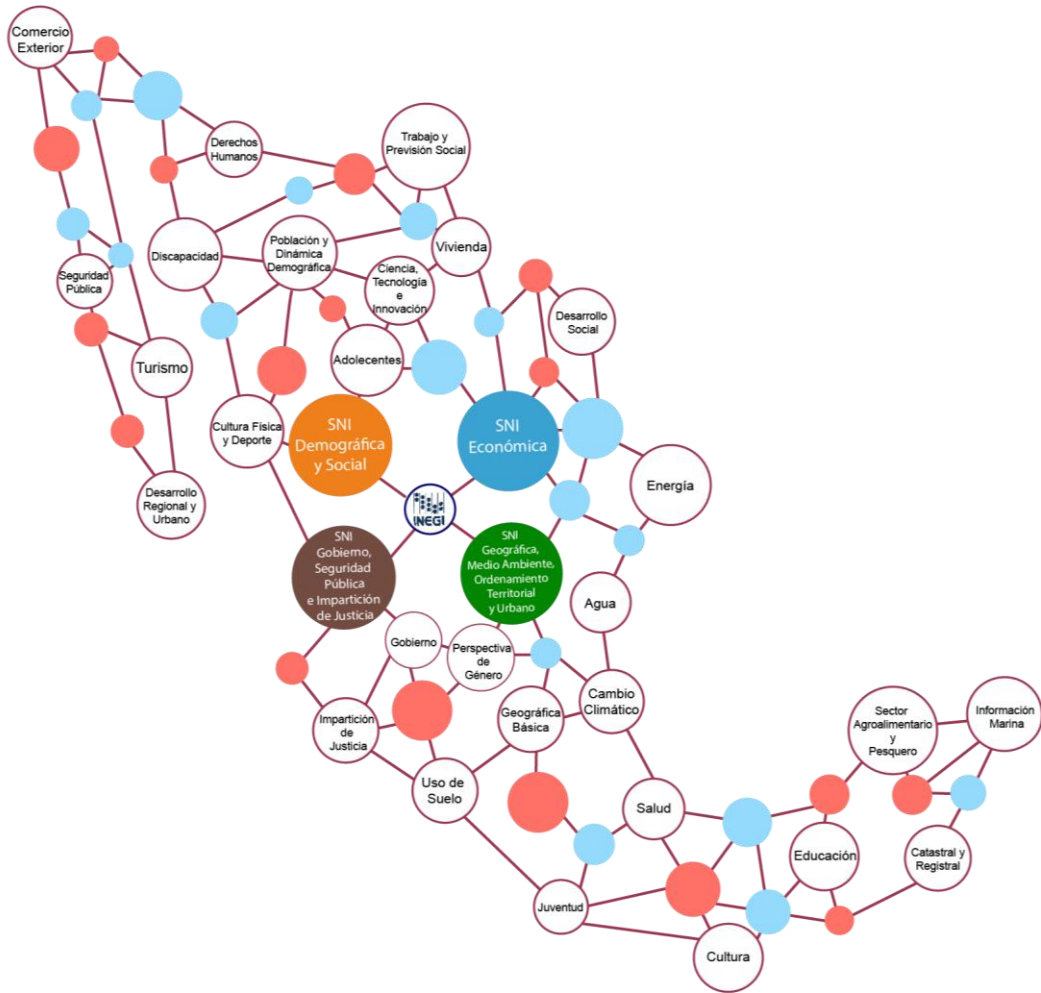 Comercio
Exterior
Derechos
Humanos
Trabajo y
Previsión Social
Discapacidad
Población y
Dinámica
Demográfica
Vivienda
Seguridad
Pública
Ciencia,
Tecnología
e
Innovación
Desarrollo
Social
Turismo
Adolecentes
Cultura Física
y Deporte
SNI
Demográfica
y Social
SNI
Económica
Energía
Desarrollo
Regional y
Urbano
INEGI
SNI
Gobierno,
Seguridad
Pública
e Impartición
de Justicia
SNI
Geográfica,
Medio Ambiente,
Ordenamiento
Territorial
y Urbano
Agua
Gobierno
Perspectiva
de
Género
Impartición
de
Justicia
Geográfica
Básica
Cambio
Climático
Sector
Agroalimentario
y
Pesquero
Información
Marina
Uso de
Suelo
Salud
Educación
Catastral y
Registral
Juventud
Cultura